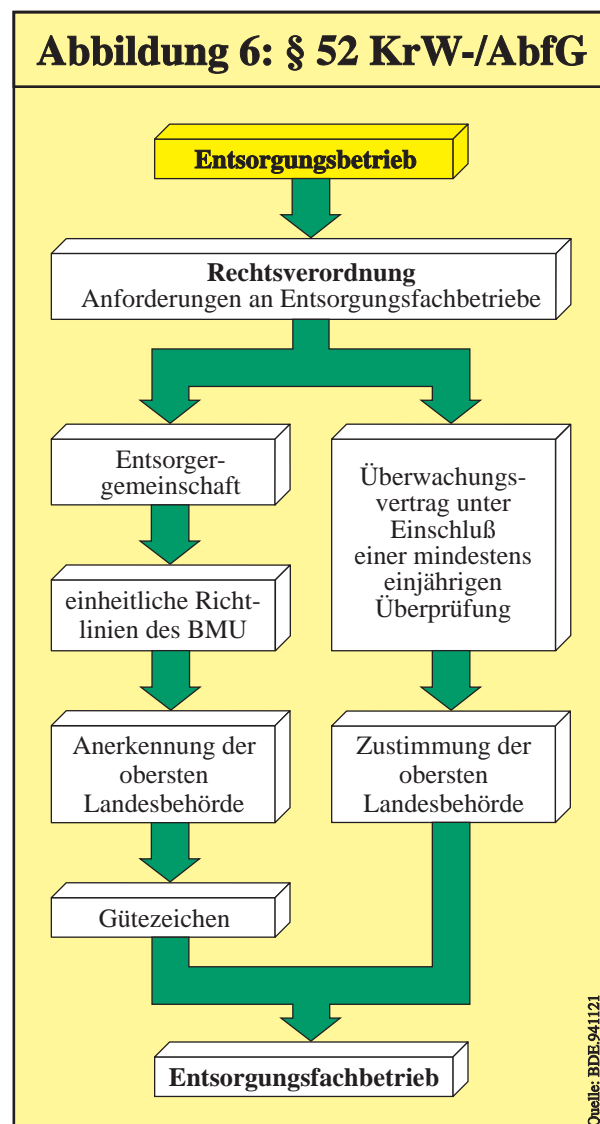 Abbildung 6: § 52 KrW-/AbfG
Entsorgungsbetrieb
Rechtsverordnung
Anforderungen an Entsorgungsfachbetriebe
Entsorger-
gemeinschaft
einheitliche Richt-
linien des BMU
Anerkennung der
obersten
Landesbehörde
Gütezeichen
Überwachungs-
vertrag unter
Einschluß
einer mindestens
einjährigen
Überprüfung
Zustimmung der
obersten
Landesbehörde
Entsorgungsfachbetrieb
Quelle: BDE.941121